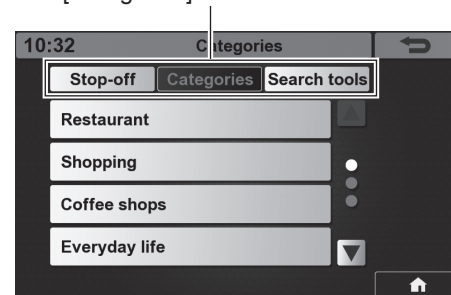 10:32 Categories
Stop-off Categories Search tools
Restaurant
Shopping
Coffee shops
Everyday life